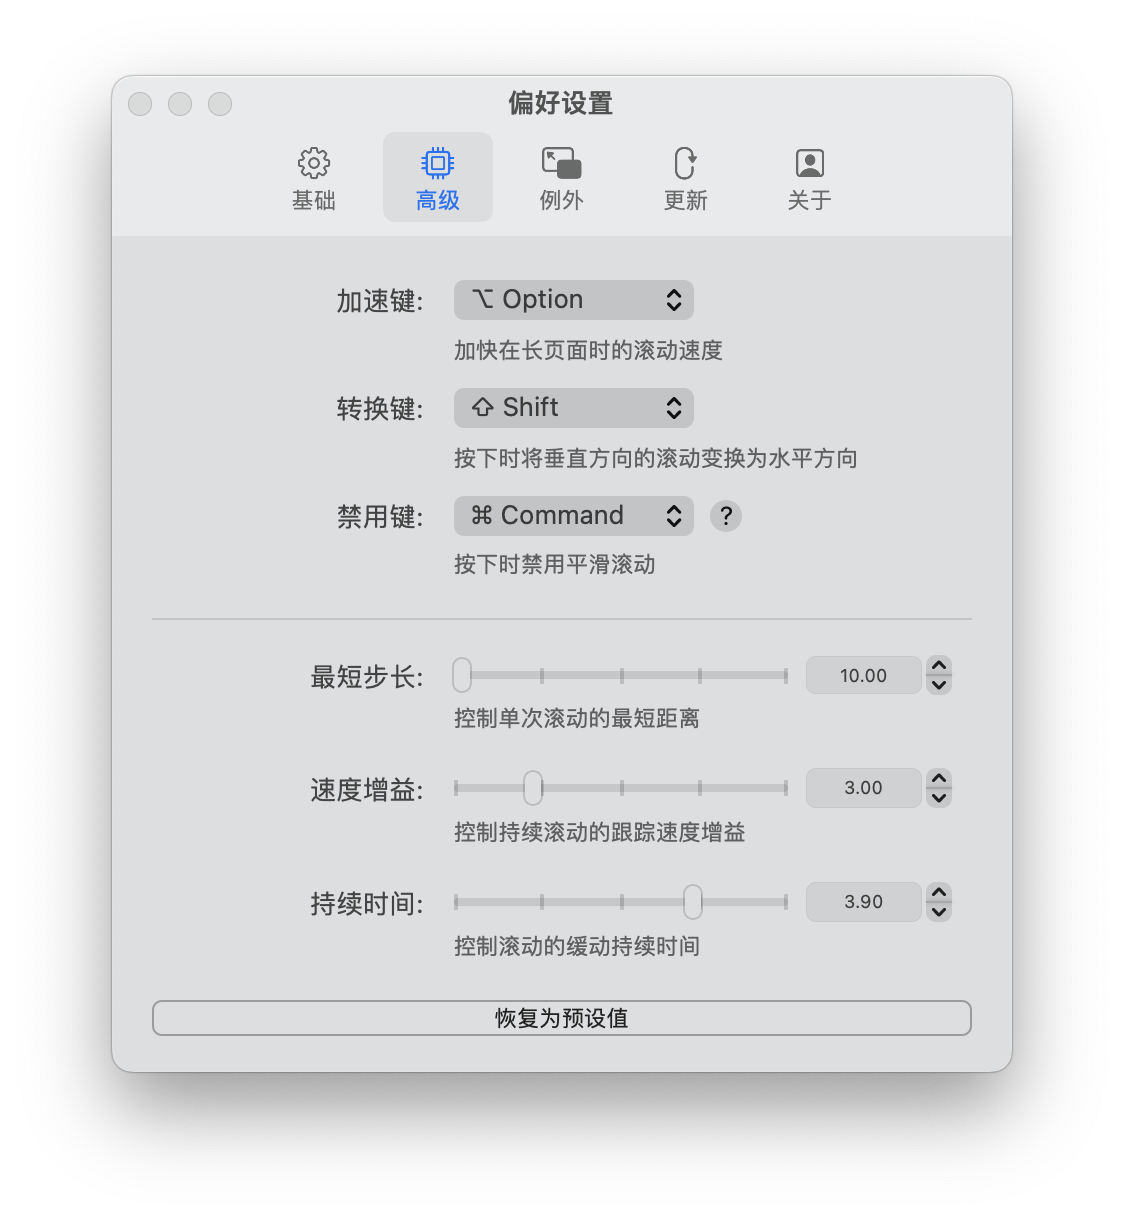 偏好设置
基础 高级 例外 更新 关于
加速键: ⌥ Option
加快在长页面时的滚动速度
转换键: ⇧ Shift
按下时将垂直方向的滚动变换为水平方向
禁用键: ⌘ Command ?
按下时禁用平滑滚动
最短步长: 10.00
控制单次滚动的最短距离
速度增益: 3.00
控制持续滚动的跟踪速度增益
持续时间: 3.90
控制滚动的缓动持续时间
恢复为预设值